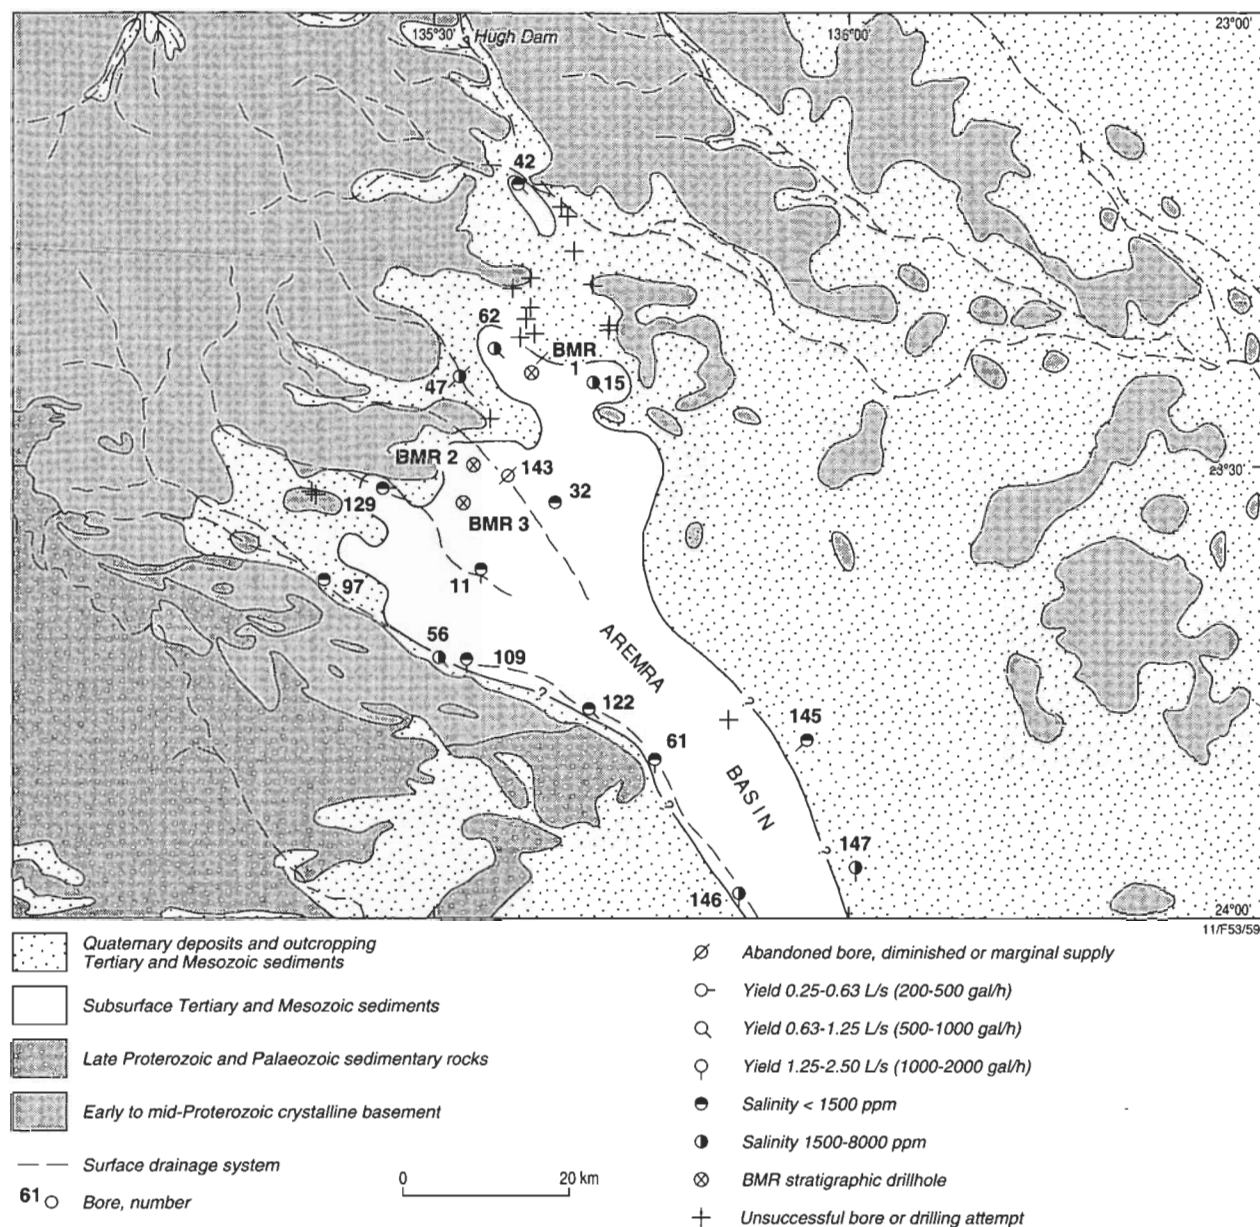 135°30'
Hugh Dam
136°00'
23°00'
42
62
BMR
1
15
47
BMR 2
143
23°30'
129
32
BMR 3
97
11
56
109
AREMRA
?
122
?
145
61
BASIN
?
147
?
146
24°00'
11/F53/59
Quaternary deposits and outcropping
Tertiary and Mesozoic sediments
Subsurface Tertiary and Mesozoic sediments
Late Proterozoic and Palaeozoic sedimentary rocks
Early to mid-Proterozoic crystalline basement
Surface drainage system
61 Bore, number
0 20 km
Abandoned bore, diminished or marginal supply
Yield 0.25-0.63 L/s (200-500 gal/h)
Yield 0.63-1.25 L/s (500-1000 gal/h)
Yield 1.25-2.50 L/s (1000-2000 gal/h)
Salinity < 1500 ppm
Salinity 1500-8000 ppm
BMR stratigraphic drillhole
Unsuccessful bore or drilling attempt